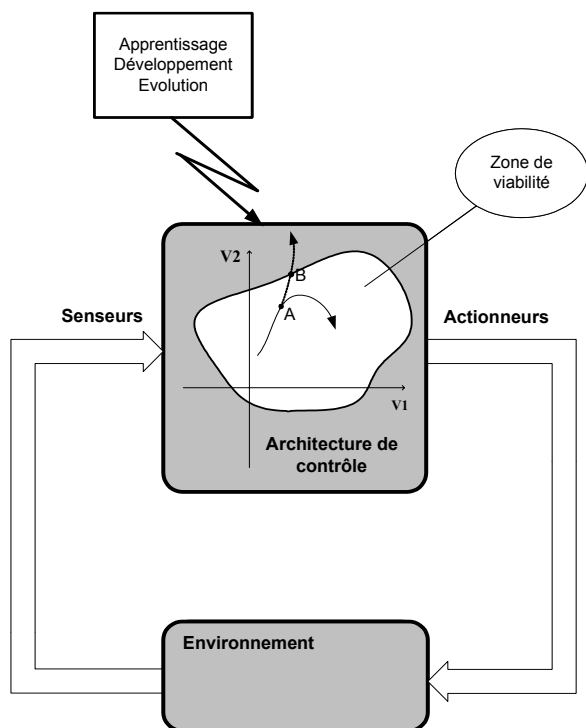 Apprentissage
Développement
Evolution
Zone de
viabilité
V2
B
A
Senseurs
Actionneurs
V1
Architecture de
contrôle
Environnement